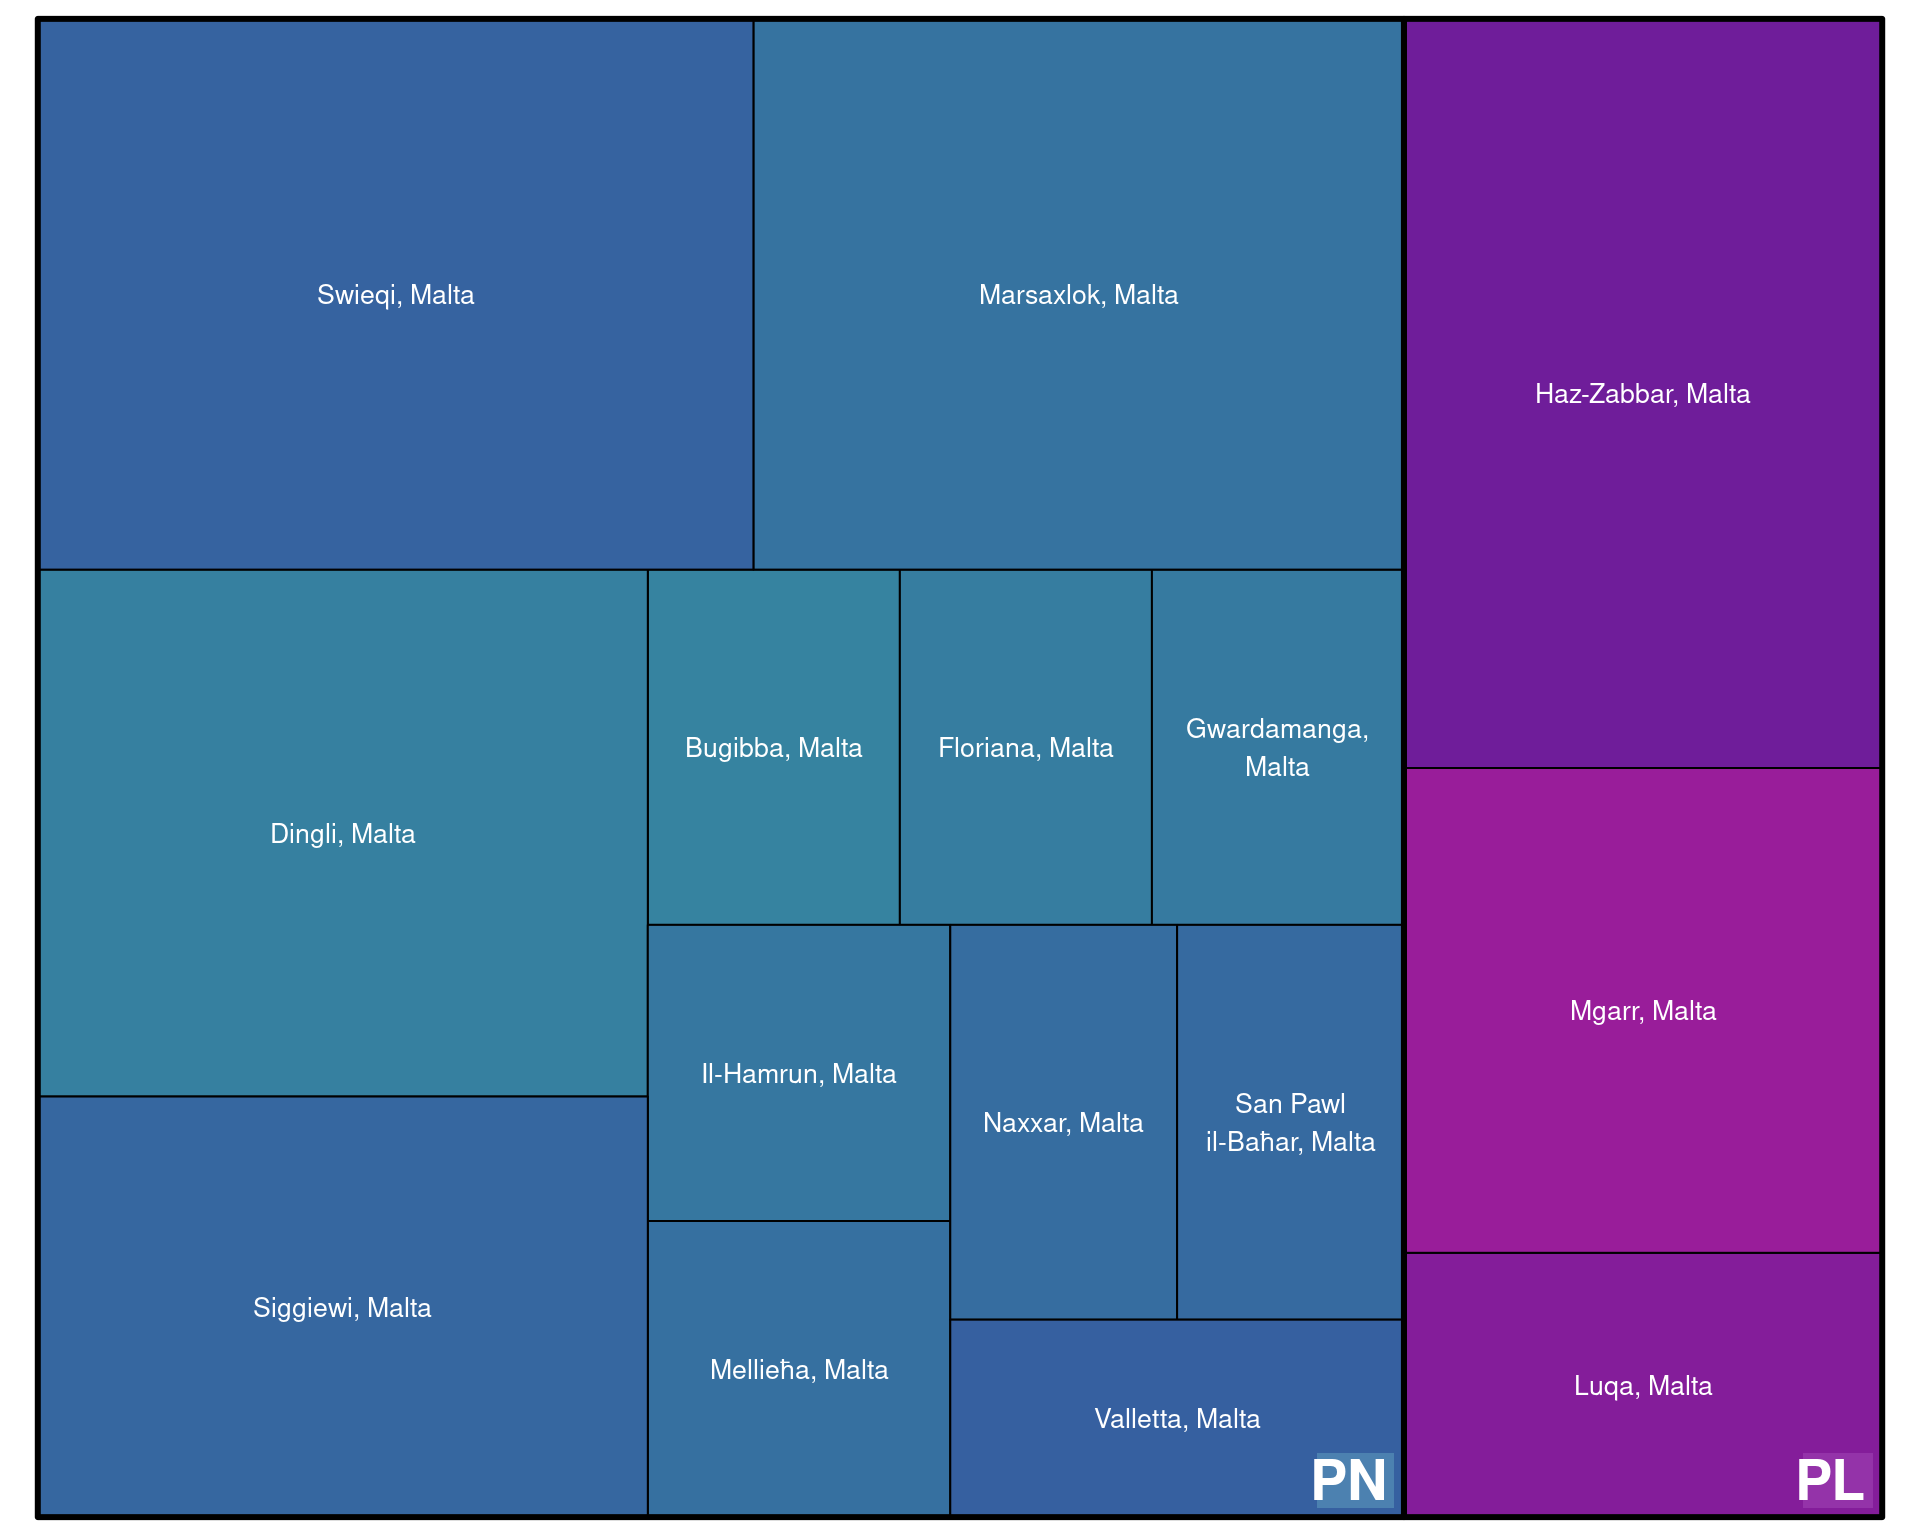 Swieqi, Malta
Marsaxlok, Malta
Haz-Zabbar, Malta
Dingli, Malta
Bugibba, Malta
Floriana, Malta
Gwardamanga,
Malta
Il-Hamrun, Malta
Naxxar, Malta
San Pawl
il-Baħar, Malta
Mgarr, Malta
Siggiewi, Malta
Mellieħa, Malta
Valletta, Malta
Luqa, Malta
PN
PL